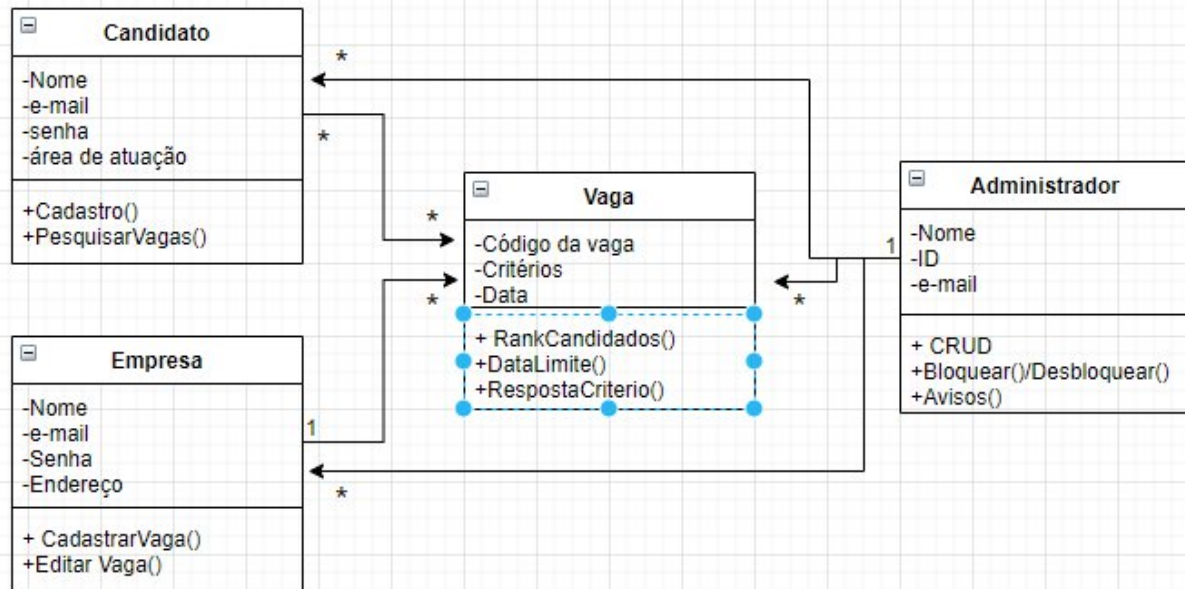 Candidato
-Nome
-e-mail
-senha
-área de atuação
+Cadastro()
+PesquisarVagas()
*
*
*
*
Vaga
-Código da vaga
-Critérios
-Data
+ RankCandidados()
+DataLimite()
+RespostaCriterio()
1
*
Administrador
-Nome
-ID
-e-mail
+ CRUD
+Bloquear()/Desbloquear()
+Avisos()
Empresa
-Nome
-e-mail
-Senha
-Endereço
+ CadastrarVaga()
+Editar Vaga()
1
*